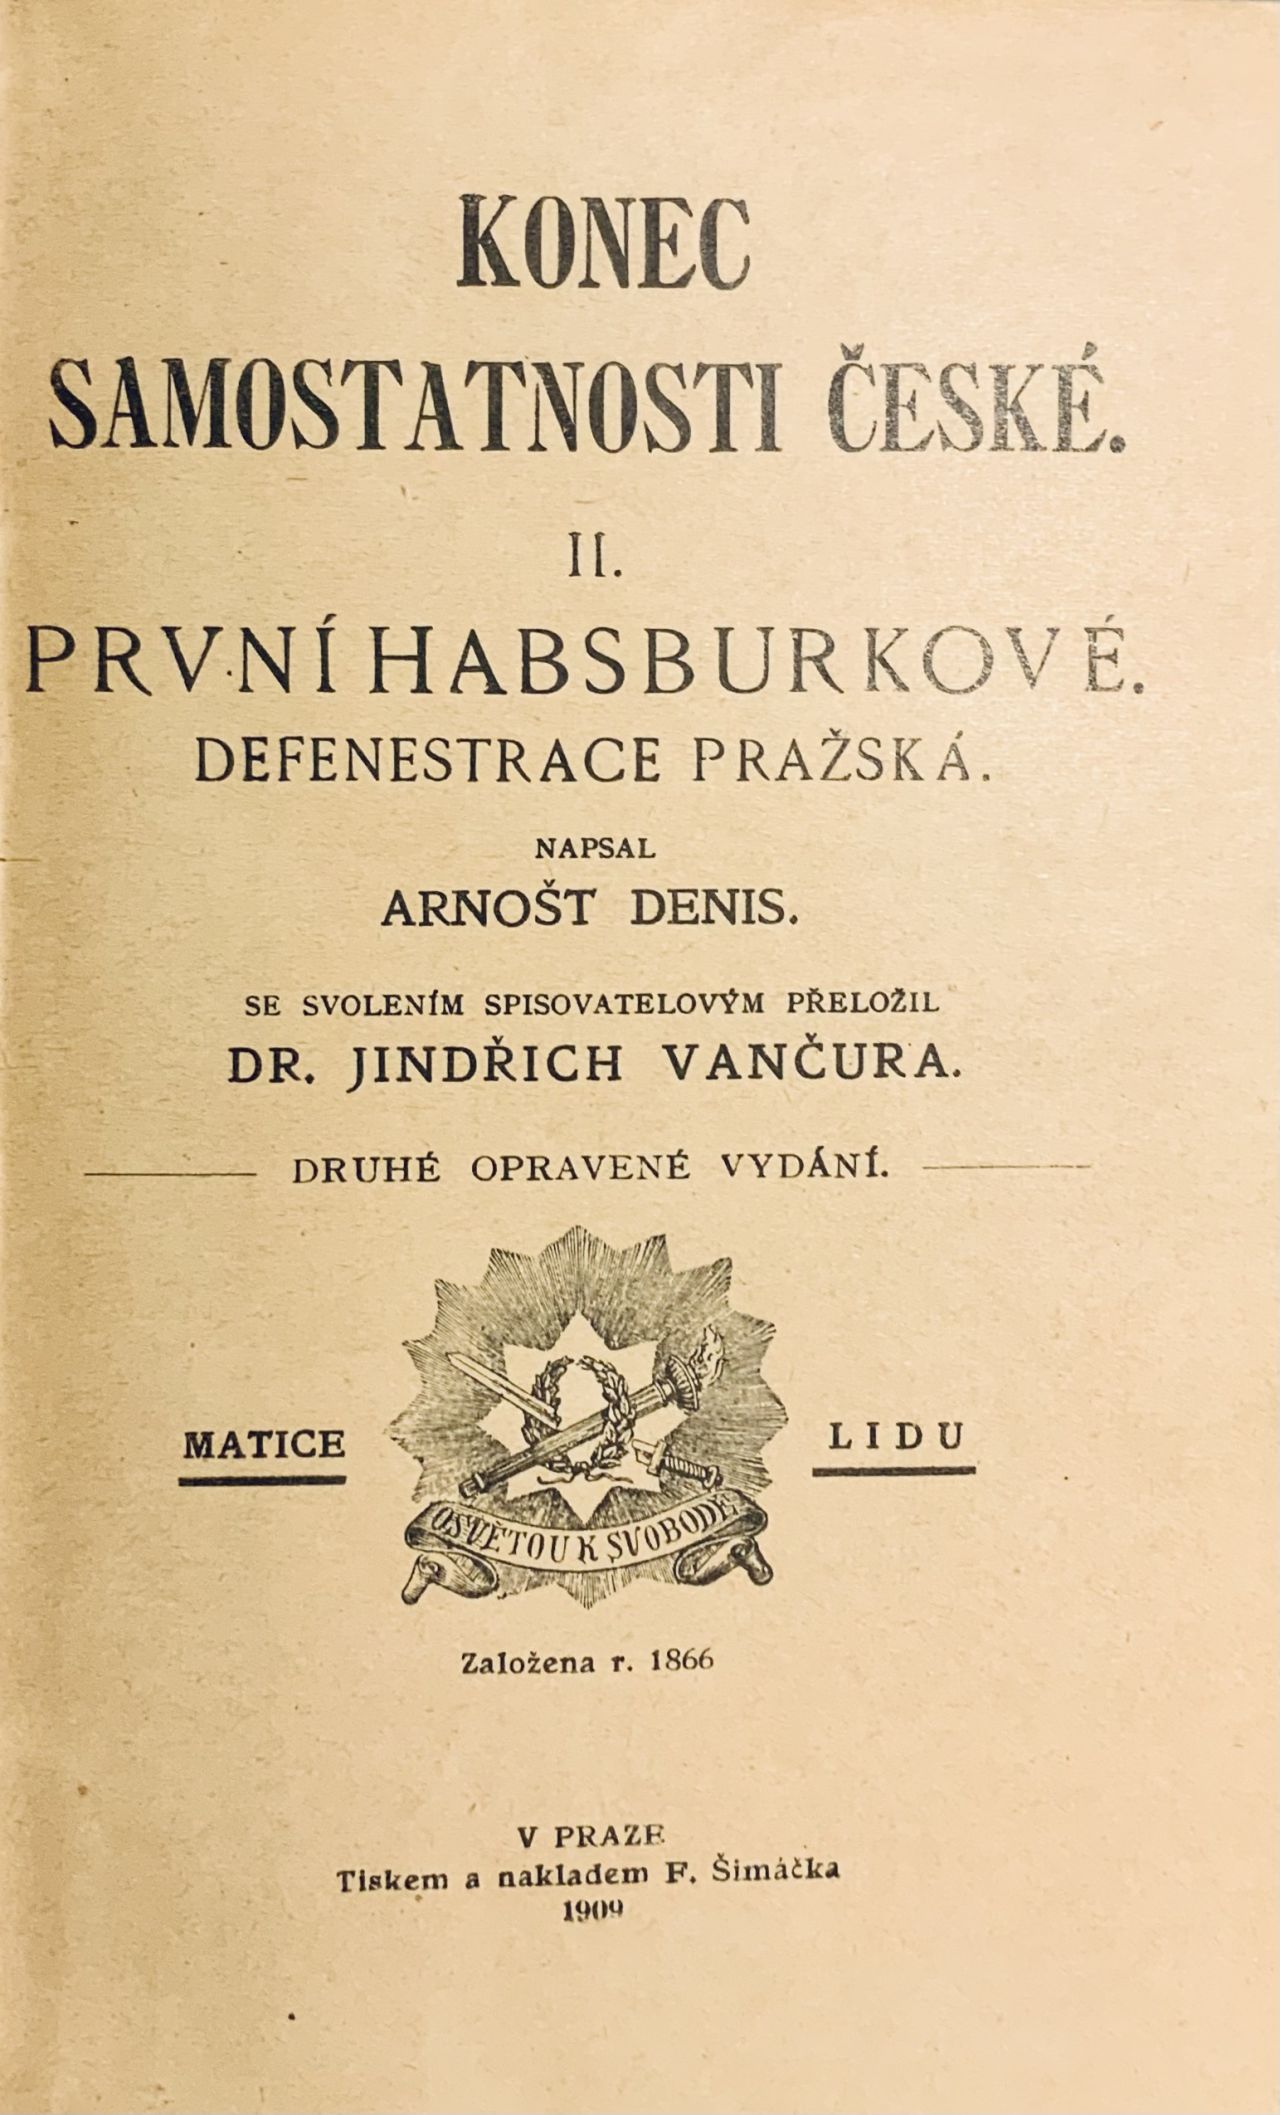 KONEC
SAMOSTATNOSTI ČESKÉ.
II.
PRVNÍ HABSBURKOVÉ.
DEFENESTRACE PRAŽSKÁ.
NAPSAL
ARNOŠT DENIS.
SE SVOLENÍM SPISOVATELOVÝM PŘELOŽIL
DR. JINDŘICH VANČURA.
DRUHÉ OPRAVENÉ VYDÁNÍ.
MATICE LIDU
OSVĚTOU K SVOBODĚ
Založena r. 1866
V PRAZE
Tiskem a nakladem F. Šimáčka
1909